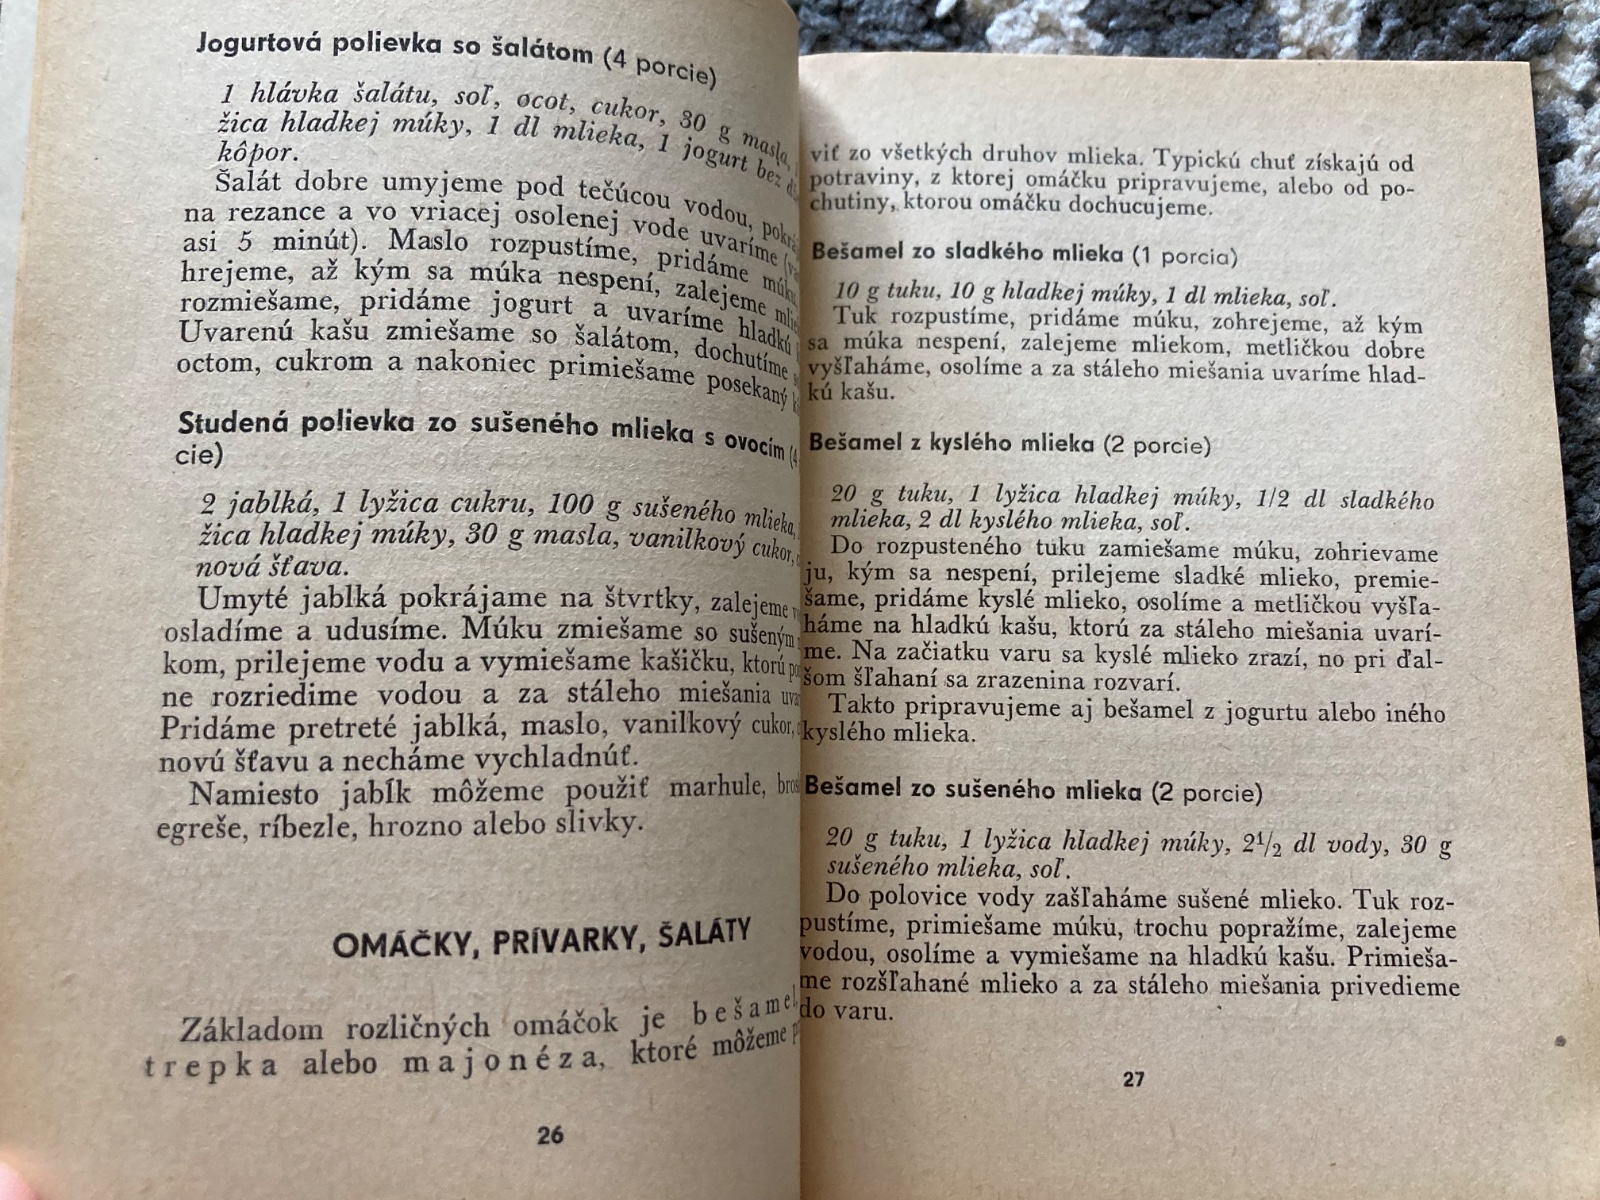 Jogurtová polievka so šalátom (4 porcie)
1 hlávka šalátu, soľ, ocot, cukor, 30 g masla,
žica hladkej múky, 1 dl mlieka, 1 jogurt bez
kôpor.
Šalát dobre umyjeme pod tečúcou vodou,
na rezance a vo vriacej osolenej vode uvaríme
asi 5 minút). Maslo rozpustíme, pridáme múku,
hrejeme, až kým sa múka nespení, zalejeme
rozmiešame, pridáme jogurt a uvaríme hladkú
Uvarenú kašu zmiešame so šalátom, dochutíme
octom, cukrom a nakoniec primiešame posekaný
Studená polievka zo sušeného mlieka s ovocím (4
cie)
2 jablká, 1 lyžica cukru, 100 g sušeného mlieka,
žica hladkej múky, 30 g masla, vanilkový cukor,
nová šťava.
Umyté jablká pokrájame na štvrtky, zalejeme
osladíme a udusíme. Múku zmiešame so sušeným
kom, prilejeme vodu a vymiešame kašičku, ktorú
ne rozriedime vodou a za stáleho miešania
Pridáme pretreté jablká, maslo, vanilkový cukor,
novú šťavu a necháme vychladnúť.
Namiesto jabĺk môžeme použiť marhule,
egreše, ríbezle, hrozno alebo slivky.
OMÁČKY, PRÍVARKY, ŠALÁTY
Základom rozličných omáčok je bešamel,
trepka alebo majonéza, ktoré môžeme
26
viť zo všetkých druhov mlieka. Typickú chuť získajú od
potraviny, z ktorej omáčku pripravujeme, alebo od po-
chutiny, ktorou omáčku dochucujeme.
Bešamel zo sladkého mlieka (1 porcia)
10 g tuku, 10 g hladkej múky, 1 dl mlieka, soľ.
Tuk rozpustíme, pridáme múku, zohrejeme, až kým
sa múka nespení, zalejeme mliekom, metličkou dobre
vyšľaháme, osolíme a za stáleho miešania uvaríme hlad-
kú kašu.
Bešamel z kyslého mlieka (2 porcie)
20 g tuku, 1 lyžica hladkej múky, 1/2 dl sladkého
mlieka, 2 dl kyslého mlieka, soľ.
Do rozpusteného tuku zamiešame múku, zohrievame
ju, kým sa nespení, prilejeme sladké mlieko, premie-
šame, pridáme kyslé mlieko, osolíme a metličkou vyšľa-
háme na hladkú kašu, ktorú za stáleho miešania uvarí-
me. Na začiatku varu sa kyslé mlieko zrazí, no pri ďal-
šom šľahaní sa zrazenina rozvarí.
Takto pripravujeme aj bešamel z jogurtu alebo iného
kyslého mlieka.
Bešamel zo sušeného mlieka (2 porcie)
20 g tuku, 1 lyžica hladkej múky, 2¹/₂ dl vody, 30 g
sušeného mlieka, soľ.
Do polovice vody zašľaháme sušené mlieko. Tuk roz-
pustíme, primiešame múku, trochu popražíme, zalejeme
vodou, osolíme a vymiešame na hladkú kašu. Primieša-
me rozšľahané mlieko a za stáleho miešania privedieme
do varu.
27